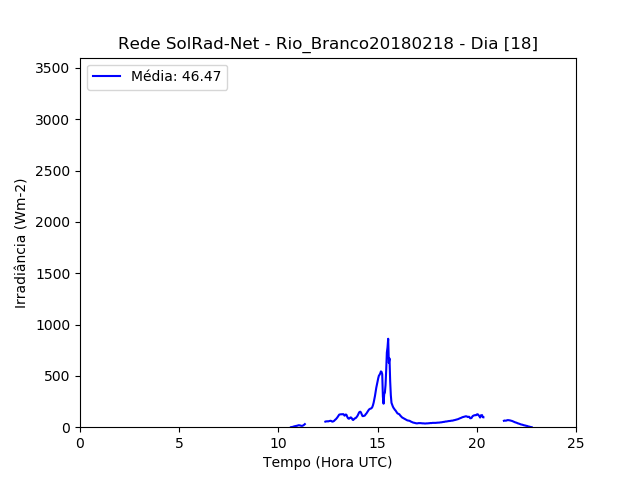 Rede SolRad-Net - Rio_Branco20180218 - Dia [18]
Média: 46.47
3500
3000
2500
2000
1500
1000
500
0
Irradiância (Wm-2)
0 5 10 15 20 25
Tempo (Hora UTC)